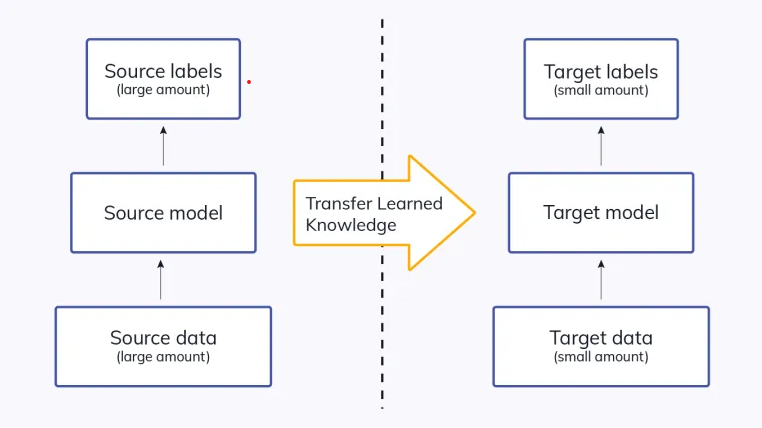 Source labels
(large amount)
Source model
Source data
(large amount)
Transfer Learned
Knowledge
Target labels
(small amount)
Target model
Target data
(small amount)